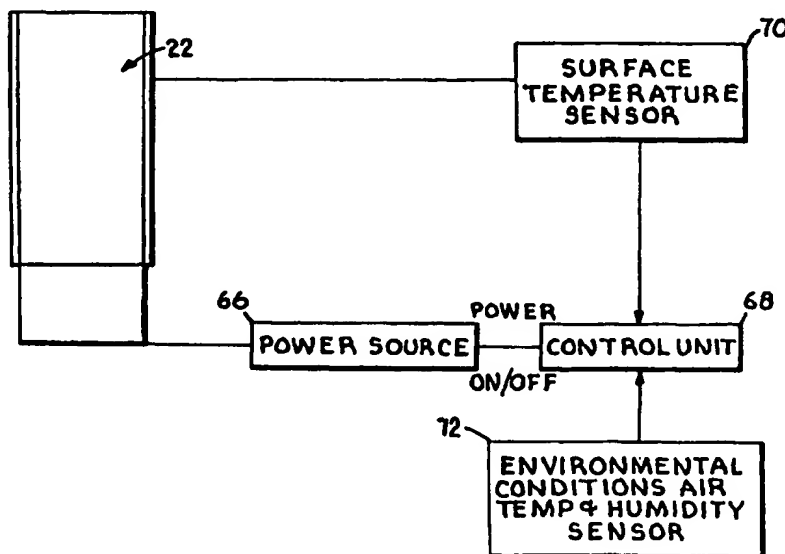 22
70
SURFACE
TEMPERATURE
SENSOR
66
POWER SOURCE
POWER
ON/OFF
68
CONTROL UNIT
72
ENVIRONMENTAL
CONDITIONS AIR
TEMP & HUMIDITY
SENSOR